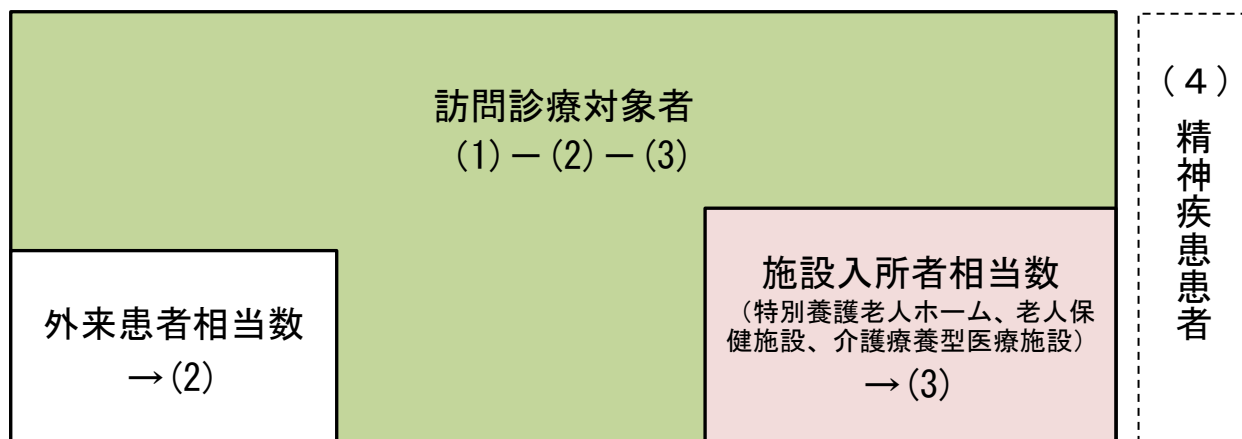 訪問診療対象者
(1)－(2)－(3)
外来患者相当数
→(2)
施設入所者相当数
（特別養護老人ホーム、老人保
健施設、介護療養型医療施設）
→(3)
（４）
精神疾患患者